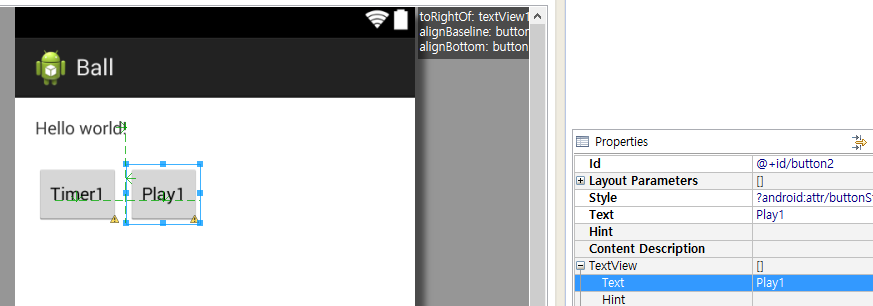 toRightOf: textView1
alignBaseline: button
alignBottom: button
Ball
Hello world!
Timer1
Play1
Properties
Id
@+id/button2
Layout Parameters
[]
Style
?android:attr/buttonSt
Text
Play1
Hint
Content Description
TextView
[]
Text
Play1
Hint